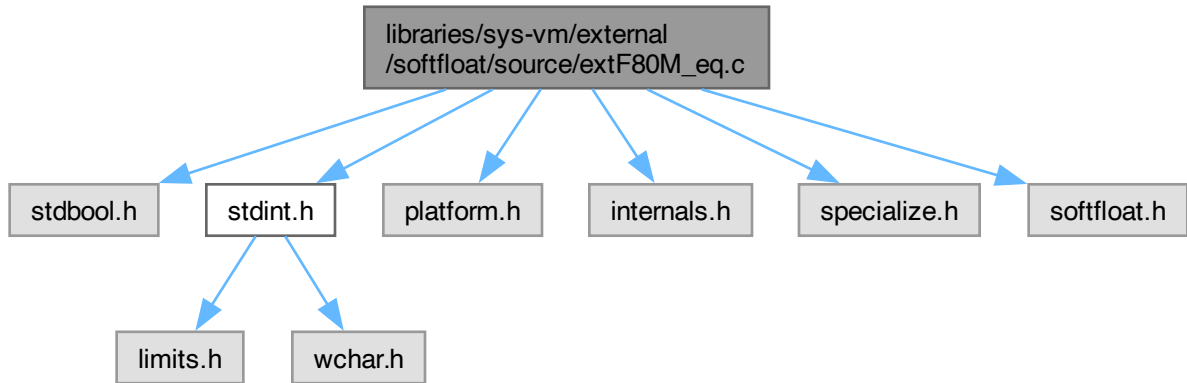 libraries/sys-vm/external
/softfloat/source/extF80M_eq.c
stdbool.h
stdint.h
platform.h
internals.h
specialize.h
softfloat.h
limits.h
wchar.h